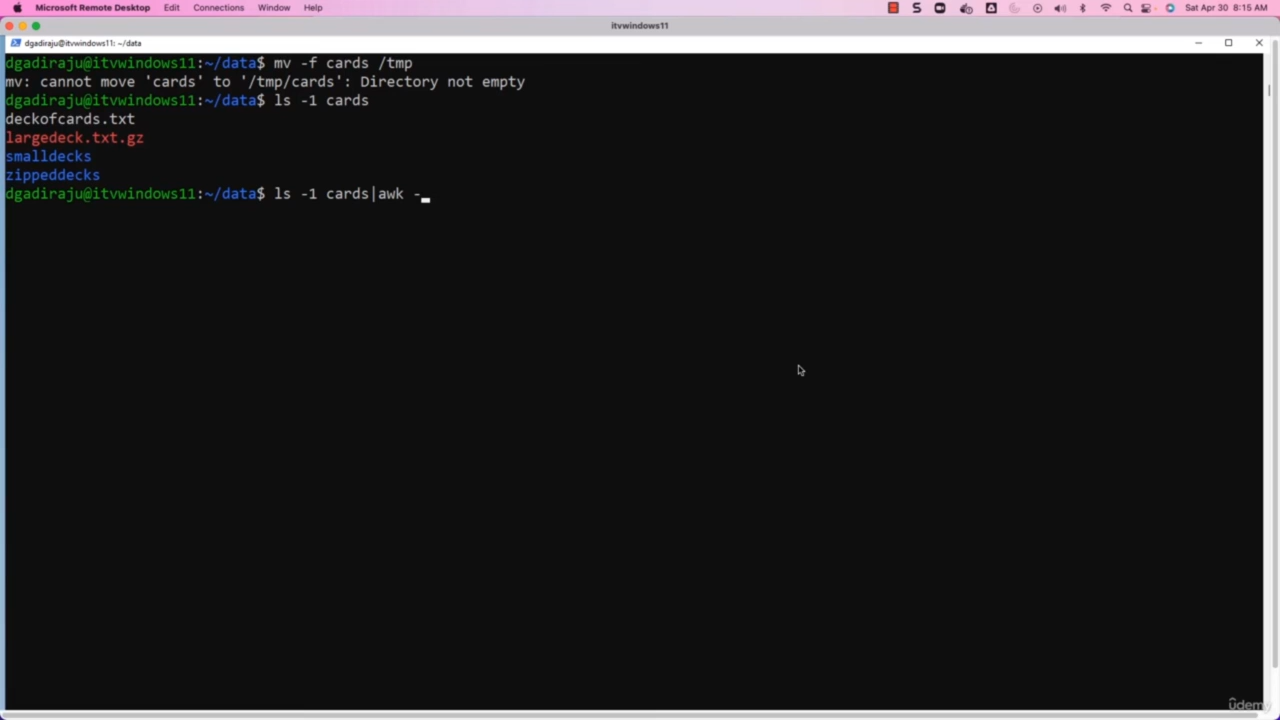 Microsoft Remote Desktop Edit Connections Window Help Sat Apr 30 8:15 AM
itvwindows11
dgadiraju@itvwindows11: ~/data
dgadiraju@itvwindows11:~/data$ mv -f cards /tmp
mv: cannot move 'cards' to '/tmp/cards': Directory not empty
dgadiraju@itvwindows11:~/data$ ls -1 cards
deckofcards.txt
largedeck.txt.gz
smalldecks
zippeddecks
dgadiraju@itvwindows11:~/data$ ls -1 cards|awk -
ûdemy